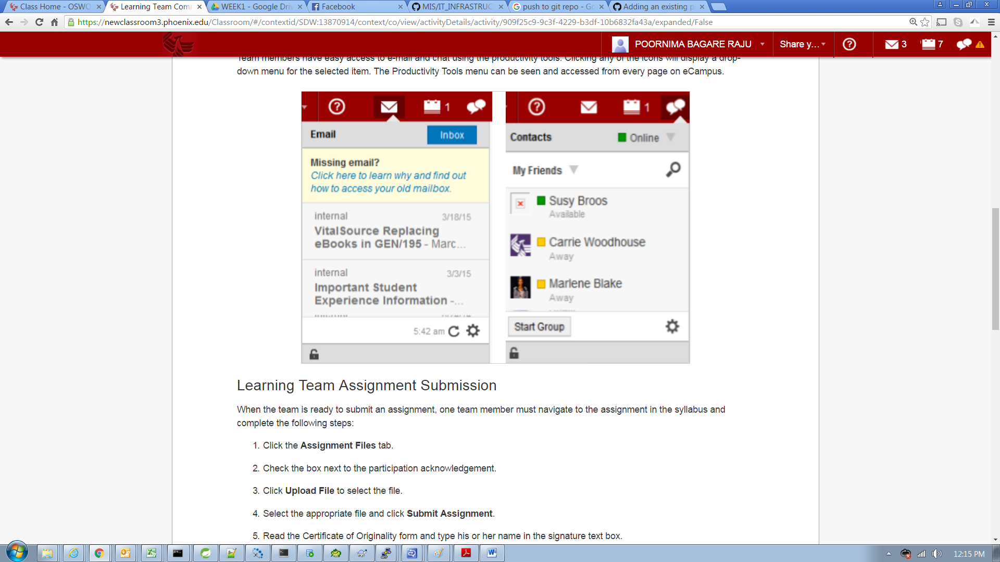 Class Home - OSWO
Learning Team Com
WEEK1 - Google Driv
Facebook
MIS/IT_INFRASTRUC
push to git repo - Go
Adding an existing p
https://newclassroom3.phoenix.edu/Classroom/#/contextid/SDW:13870914/context/co/view/activityDetails/activity/909f25c9-9c3f-4229-b3df-10b6832fa43a/expanded/False
POORNIMA BAGARE RAJU
Share y...
3
7
Team members have easy access to e-mail and chat using the productivity tools. Clicking any of the icons will display a drop-
down menu for the selected item. The Productivity Tools menu can be seen and accessed from every page on eCampus.
1
Email
Inbox
Missing email?
Click here to learn why and find out
how to access your old mailbox.
internal
3/18/15
VitalSource Replacing
eBooks in GEN/195 - Marc...
internal
3/3/15
Important Student
Experience Information -...
5:42 am
1
Contacts
Online
My Friends
Susy Broos
Available
Carrie Woodhouse
Away
Marlene Blake
Away
Start Group
Learning Team Assignment Submission
When the team is ready to submit an assignment, one team member must navigate to the assignment in the syllabus and
complete the following steps:
1. Click the Assignment Files tab.
2. Check the box next to the participation acknowledgement.
3. Click Upload File to select the file.
4. Select the appropriate file and click Submit Assignment.
5. Read the Certificate of Originality form and type his or her name in the signature text box.
12:15 PM